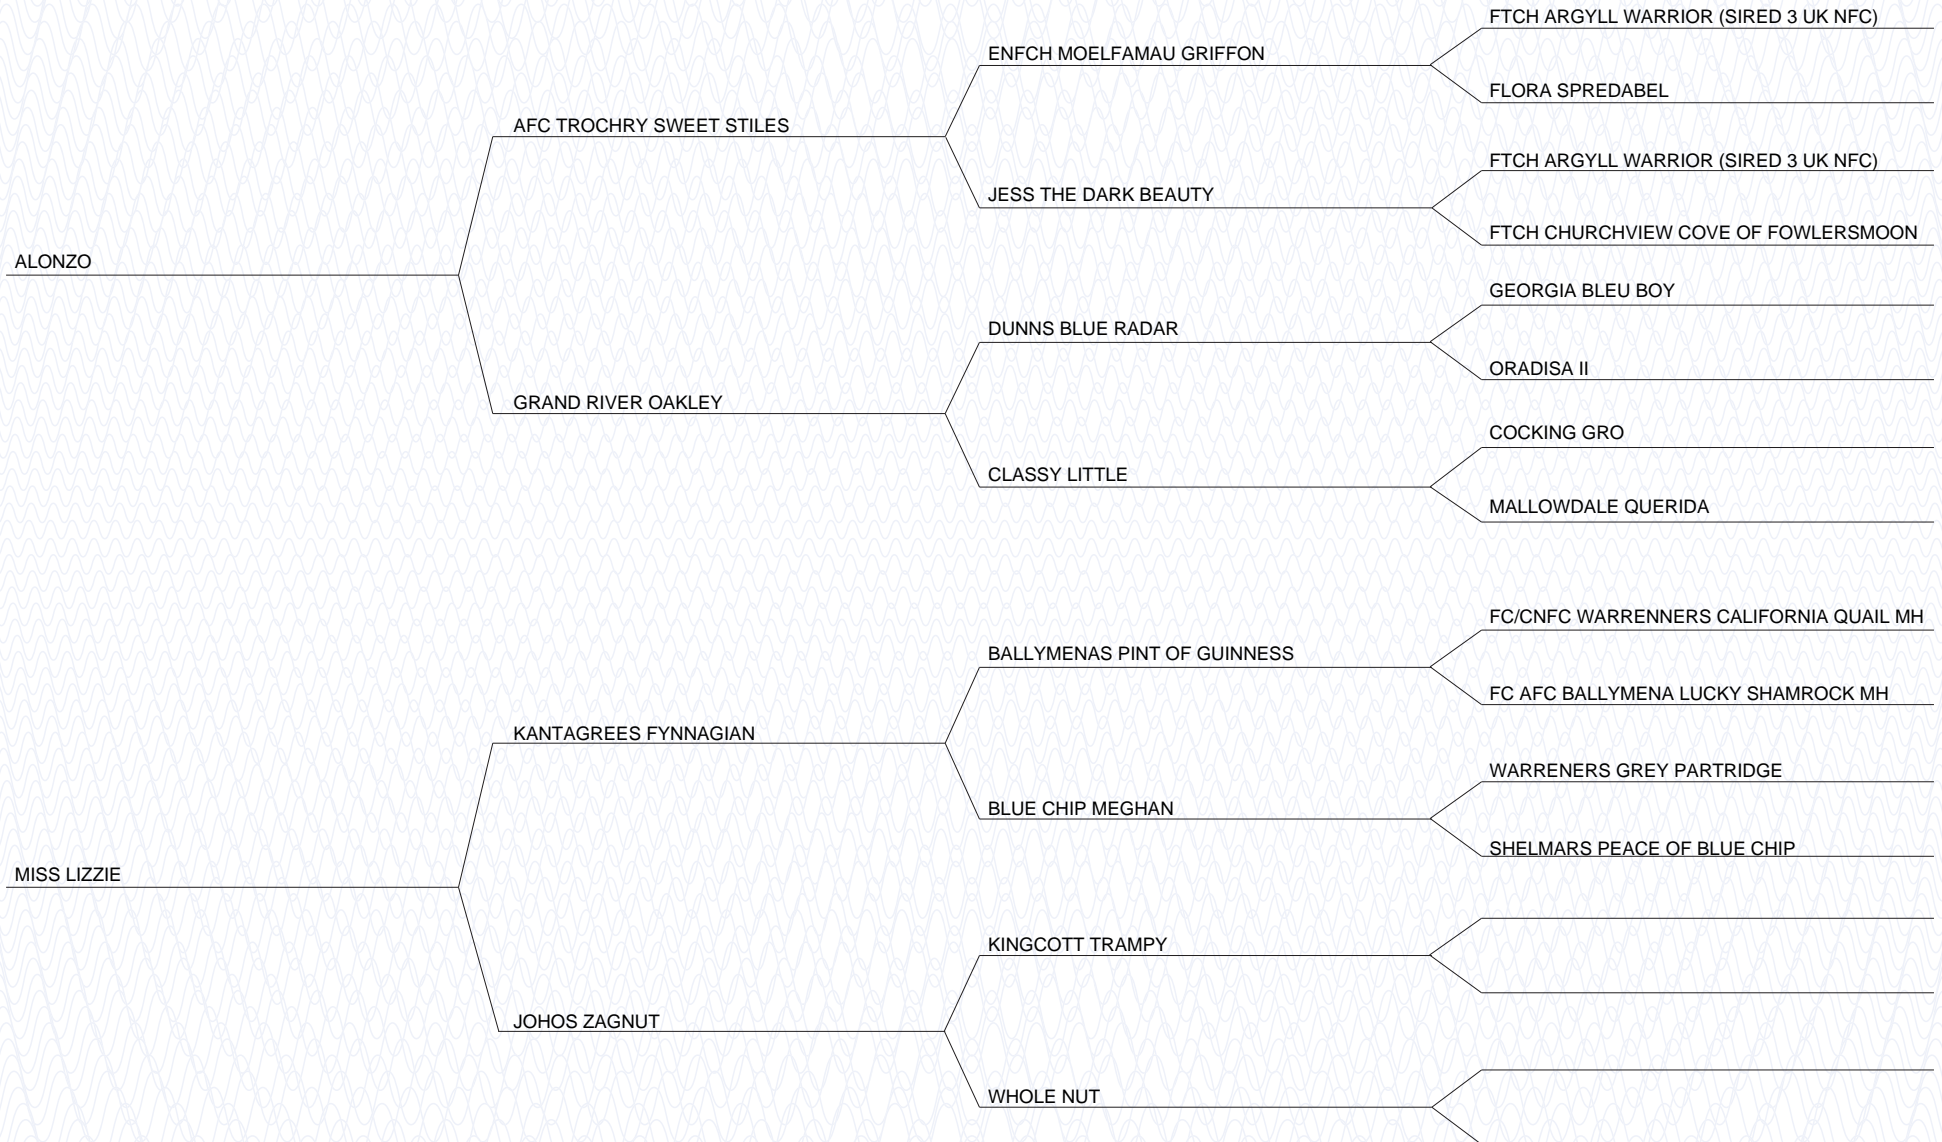 FTCH ARGYLL WARRIOR (SIRED 3 UK NFC)
ENFCH MOELFAMAU GRIFFON
FLORA SPREDABEL
AFC TROCHRY SWEET STILES
FTCH ARGYLL WARRIOR (SIRED 3 UK NFC)
JESS THE DARK BEAUTY
FTCH CHURCHVIEW COVE OF FOWLERSMOON
ALONZO
GEORGIA BLEU BOY
DUNNS BLUE RADAR
ORADISA II
GRAND RIVER OAKLEY
COCKING GRO
CLASSY LITTLE
MALLOWDALE QUERIDA
FC/CNFC WARRENNERS CALIFORNIA QUAIL MH
BALLYMENAS PINT OF GUINNESS
FC AFC BALLYMENA LUCKY SHAMROCK MH
KANTAGREES FYNNAGIAN
WARRENERS GREY PARTRIDGE
BLUE CHIP MEGHAN
SHELMARS PEACE OF BLUE CHIP
MISS LIZZIE
KINGCOTT TRAMPY
JOHOS ZAGNUT
WHOLE NUT